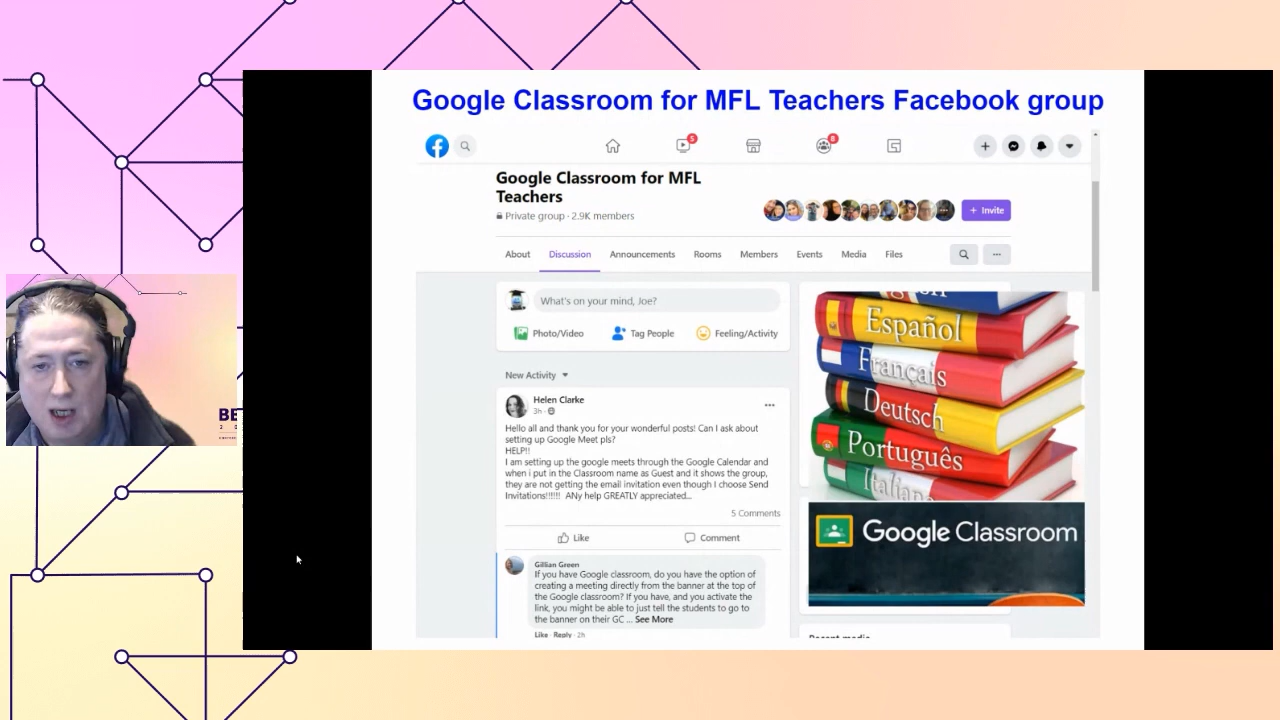 Google Classroom for MFL Teachers Facebook group
5
8
Google Classroom for MFL
Teachers
Private group · 2.9K members
+ Invite
About
Discussion
Announcements
Rooms
Members
Events
Media
Files
What's on your mind, Joe?
Photo/Video
Tag People
Feeling/Activity
New Activity
Helen Clarke
3h
Hello all and thank you for your wonderful posts! Can I ask about
setting up Google Meet pls?
HELP!!
I am setting up the google meets through the Google Calendar and
when i put in the Classroom name as Guest and it shows the group,
they are not getting the email invitation even though I choose Send
Invitations!!!!!! ANy help GREATLY appreciated...
5 Comments
Like
Comment
Gillian Green
If you have Google classroom, do you have the option of
creating a meeting directly from the banner at the top of
the Google classroom? If you have, and you activate the
link, you might be able to just tell the students to go to
the banner on their GC ... See More
Like · Reply · 2h
Español
Français
Deutsch
Português
Italiano
Google Classroom
Recent media
BE